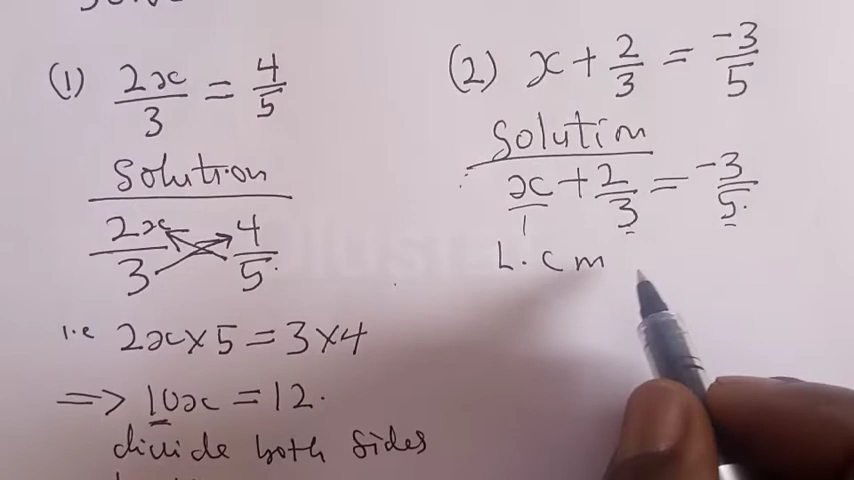 (1) 2x/3 = 4/5
Solution
2x/3 = 4/5.
i.e 2x×5 = 3×4
=> 10x = 12.
divide both sides
(2) x + 2/3 = -3/5
Solution
x/1 + 2/3 = -3/5.
L.cm